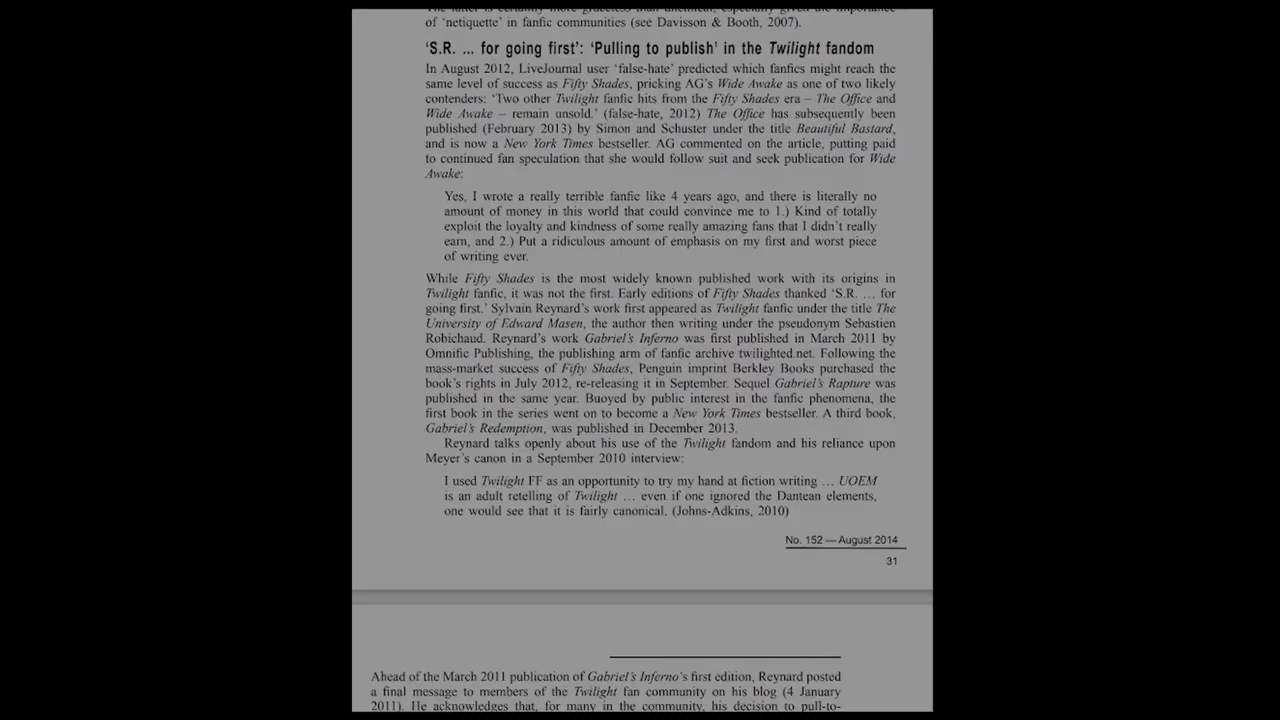 of 'netiquette' in fanfic communities (see Davisson & Booth, 2007).
'S.R. ... for going first': 'Pulling to publish' in the Twilight fandom
In August 2012, LiveJournal user 'false-hate' predicted which fanfics might reach the
same level of success as Fifty Shades, pricking AG's Wide Awake as one of two likely
contenders: 'Two other Twilight fanfic hits from the Fifty Shades era – The Office and
Wide Awake – remain unsold.' (false-hate, 2012) The Office has subsequently been
published (February 2013) by Simon and Schuster under the title Beautiful Bastard,
and is now a New York Times bestseller. AG commented on the article, putting paid
to continued fan speculation that she would follow suit and seek publication for Wide
Awake:
Yes, I wrote a really terrible fanfic like 4 years ago, and there is literally no
amount of money in this world that could convince me to 1.) Kind of totally
exploit the loyalty and kindness of some really amazing fans that I didn't really
earn, and 2.) Put a ridiculous amount of emphasis on my first and worst piece
of writing ever.
While Fifty Shades is the most widely known published work with its origins in
Twilight fanfic, it was not the first. Early editions of Fifty Shades thanked 'S.R. ... for
going first.' Sylvain Reynard's work first appeared as Twilight fanfic under the title The
University of Edward Masen, the author then writing under the pseudonym Sebastien
Robichaud. Reynard's work Gabriel's Inferno was first published in March 2011 by
Omnific Publishing, the publishing arm of fanfic archive twilighted.net. Following the
mass-market success of Fifty Shades, Penguin imprint Berkley Books purchased the
book's rights in July 2012, re-releasing it in September. Sequel Gabriel's Rapture was
published in the same year. Buoyed by public interest in the fanfic phenomena, the
first book in the series went on to become a New York Times bestseller. A third book,
Gabriel's Redemption, was published in December 2013.
Reynard talks openly about his use of the Twilight fandom and his reliance upon
Meyer's canon in a September 2010 interview:
I used Twilight FF as an opportunity to try my hand at fiction writing ... UOEM
is an adult retelling of Twilight ... even if one ignored the Dantean elements,
one would see that it is fairly canonical. (Johns-Adkins, 2010)
No. 152 — August 2014
31
Ahead of the March 2011 publication of Gabriel's Inferno's first edition, Reynard posted
a final message to members of the Twilight fan community on his blog (4 January
2011). He acknowledges that, for many in the community, his decision to pull-to-